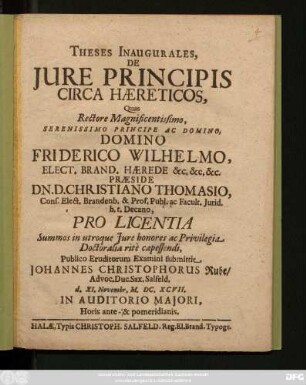 THESES INAUGURALES,
DE
JURE PRINCIPIS
CIRCA HÆRETICOS,
Quas
Rectore Magnificentissimo,
SERENISSIMO PRINCIPE AC DOMINO,
DOMINO
FRIDERICO WILHELMO,
ELECT. BRAND. HÆREDE &c. &c. &c.
PRÆSIDE
DN. D. CHRISTIANO THOMASIO,
Cons. Elect. Brandenb. & Prof. Publ. ac Facult. Jurid.
h. t. Decano,
PRO LICENTIA
Summos in utroque Jure honores ac Privilegia
Doctoralia ritè capessendi,
Publico Eruditorum Examini submittit
JOHANNES CHRISTOPHORUS Rube/
Advoc. Duc. Sax. Salfeld.
d. XI. Novembr. M. DC. XCVII.
IN AUDITORIO MAJORI,
Horis ante- & pomeridianis.
HALÆ, Typis CHRISTOPH. SALFELD. Reg. El. Brand. Typogr.